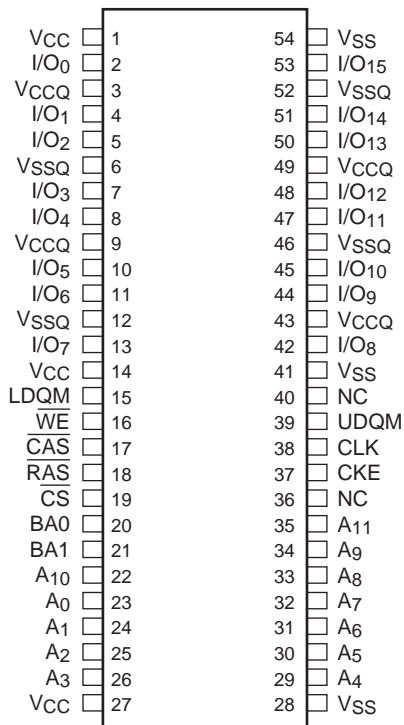 VCC 1 54 VSS
I/O0 2 53 I/O15
VCCQ 3 52 VSSQ
I/O1 4 51 I/O14
I/O2 5 50 I/O13
VSSQ 6 49 VCCQ
I/O3 7 48 I/O12
I/O4 8 47 I/O11
VCCQ 9 46 VSSQ
I/O5 10 45 I/O10
I/O6 11 44 I/O9
VSSQ 12 43 VCCQ
I/O7 13 42 I/O8
VCC 14 41 VSS
LDQM 15 40 NC
W̅E̅ 16 39 UDQM
C̅A̅S̅ 17 38 CLK
R̅A̅S̅ 18 37 CKE
C̅S̅ 19 36 NC
BA0 20 35 A11
BA1 21 34 A9
A10 22 33 A8
A0 23 32 A7
A1 24 31 A6
A2 25 30 A5
A3 26 29 A4
VCC 27 28 VSS